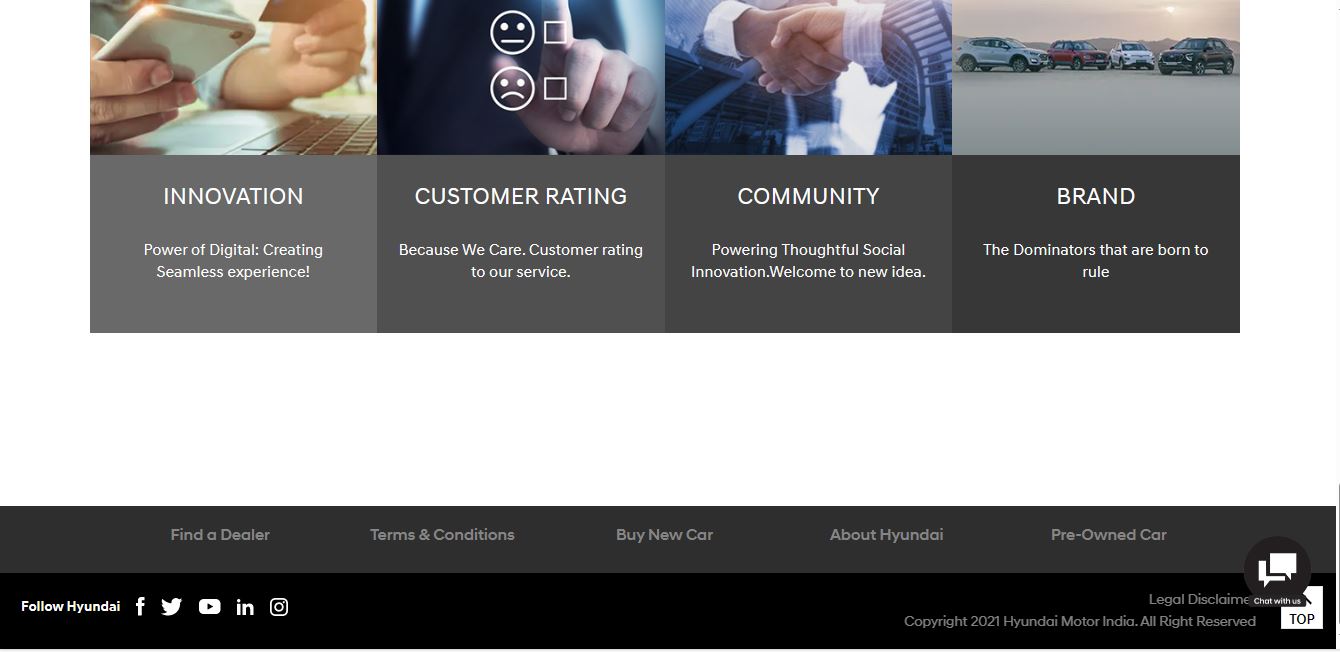 INNOVATION
Power of Digital: Creating
Seamless experience!
CUSTOMER RATING
Because We Care. Customer rating
to our service.
COMMUNITY
Powering Thoughtful Social
Innovation.Welcome to new idea.
BRAND
The Dominators that are born to
rule
Find a Dealer
Terms & Conditions
Buy New Car
About Hyundai
Pre-Owned Car
Follow Hyundai
Legal Disclaime
Copyright 2021 Hyundai Motor India. All Right Reserved
Chat with us
TOP